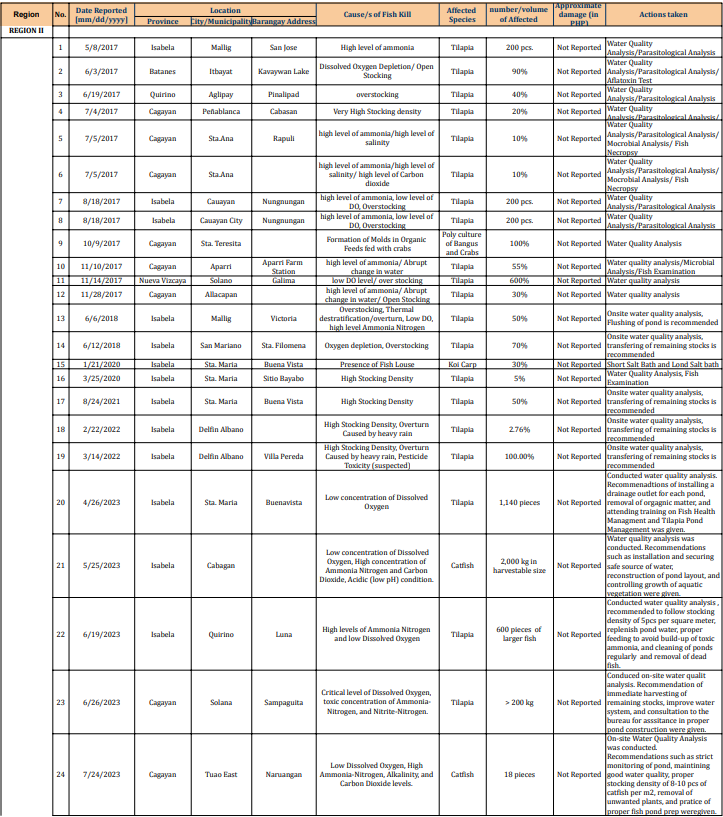 Region No. Date Reported [mm/dd/yyyy] Location Cause/s of Fish Kill Affected Species number/volume of Affected Approximate damage (in PHP) Actions taken
Province City/Municipality Barangay Address
REGION II
1 5/8/2017 Isabela Mallig San Jose High level of ammonia Tilapia 200 pcs. Not Reported Water Quality Analysis/Parasitological Analysis
2 6/3/2017 Batanes Itbayat Kavaywan Lake Dissolved Oxygen Depletion/ Open Stocking Tilapia 90% Not Reported Water Quality Analysis/Parasitological Analysis/ Aflatoxin Test
3 6/19/2017 Quirino Aglipay Pinalipad overstocking Tilapia 40% Not Reported Water Quality Analysis/Parasitological Analysis
4 7/4/2017 Cagayan Peñablanca Cabasan Very High Stocking density Tilapia 20% Not Reported Water Quality Analysis/Parasitological Analysis/
5 7/5/2017 Cagayan Sta.Ana Rapuli high level of ammonia/high level of salinity Tilapia 10% Not Reported Water Quality Analysis/Parasitological Analysis/ Mocrobial Analysis/ Fish Necropsy
6 7/5/2017 Cagayan Sta.Ana high level of ammonia/high level of salinity/ high level of Carbon dioxide Tilapia 10% Not Reported Water Quality Analysis/Parasitological Analysis/ Mocrobial Analysis/ Fish Necropsy
7 8/18/2017 Isabela Cauayan Nungnungan high level of ammonia, low level of DO, Overstocking Tilapia 200 pcs. Not Reported Water Quality Analysis/Parasitological Analysis
8 8/18/2017 Isabela Cauayan City Nungnungan high level of ammonia, low level of DO, Overstocking Tilapia 200 pcs. Not Reported Water Quality Analysis/Parasitological Analysis
9 10/9/2017 Cagayan Sta. Teresita Formation of Molds in Organic Feeds fed with crabs Poly culture of Bangus and Crabs 100% Not Reported Water Quality Analysis
10 11/10/2017 Cagayan Aparri Aparri Farm Station high level of ammonia/ Abrupt change in water Tilapia 55% Not Reported Water quality analysis/Microbial Analysis/Fish Examination
11 11/14/2017 Nueva Vizcaya Solano Galima low DO level/ over stocking Tilapia 600% Not Reported Water quality analysis
12 11/28/2017 Cagayan Allacapan high level of ammonia/ Abrupt change in water/ Open Stocking Tilapia 30% Not Reported Water quality analysis
13 6/6/2018 Isabela Mallig Victoria Overstocking, Thermal destratification/overturn, Low DO, high level Ammonia Nitrogen Tilapia 50% Not Reported Onsite water quality analysis, Flushing of pond is recommended
14 6/12/2018 Isabela San Mariano Sta. Filomena Oxygen depletion, Overstocking Tilapia 70% Not Reported Onsite water quality analysis, transfering of remaining stocks is recommended
15 1/21/2020 Isabela Sta. Maria Buena Vista Presence of Fish Louse Koi Carp 30% Not Reported Short Salt Bath and Lond Salt bath
16 3/25/2020 Isabela Sta. Maria Sitio Bayabo High Stocking Density Tilapia 5% Not Reported Water Quality Analysis, Fish Examination
17 8/24/2021 Isabela Sta. Maria Buena Vista High Stocking Density Tilapia 50% Not Reported Onsite water quality analysis, transfering of remaining stocks is recommended
18 2/22/2022 Isabela Delfin Albano High Stocking Density, Overturn Caused by heavy rain Tilapia 2.76% Not Reported Onsite water quality analysis, transfering of remaining stocks is recommended
19 3/14/2022 Isabela Delfin Albano Villa Pereda High Stocking Density, Overturn Caused by heavy rain, Pesticide Toxicity (suspected) Tilapia 100.00% Not Reported Onsite water quality analysis, transfering of remaining stocks is recommended
20 4/26/2023 Isabela Sta. Maria Buenavista Low concentration of Dissolved Oxygen Tilapia 1,140 pieces Not Reported Conducted water quality analysis. Recommenadtions of installing a drainage outlet for each pond, removal of orgagnic matter, and attending training on Fish Health Managment and Tilapia Pond Management was given.
21 5/25/2023 Isabela Cabagan Low concentration of Dissolved Oxygen, High concentration of Ammonia Nitrogen and Carbon Dioxide, Acidic (low pH) condition. Catfish 2,000 kg in harvestable size Not Reported Water quality analysis was conducted. Recommendations such as installation and securing safe source of water, reconstruction of pond layout, and controlling growth of aquatic vegetation were given.
22 6/19/2023 Isabela Quirino Luna High levels of Ammonia Nitrogen and low Dissolved Oxygen Tilapia 600 pieces of larger fish Not Reported Conducted water quality analysis , recommended to follow stocking density of 5pcs per square meter, replenish pond water, proper feeding to avoid build-up of toxic ammonia, and cleaning of ponds regularly and removal of dead fish.
23 6/26/2023 Cagayan Solana Sampaguita Critical level of Dissolved Oxygen, toxic concentration of Ammonia-Nitrogen, and Nitrite-Nitrogen. Tilapia > 200 kg Not Reported Conduced on-site water qualit analysis. Recommendation of immediate harvesting of remaining stocks, improve water system, and consultation to the bureau for asssitance in proper pond construction were given.
24 7/24/2023 Cagayan Tuao East Naruangan Low Dissolved Oxygen, High Ammonia-Nitrogen, Alkalinity, and Carbon Dioxide levels. Catfish 18 pieces Not Reported On-site Water Quality Analysis was conducted. Recommendations such as strict monitoring of pond, maintining good water quality, proper stocking density of 8-10 pcs of catfish per m2, removal of unwanted plants, and pratice of proper fish pond prep weregiven.